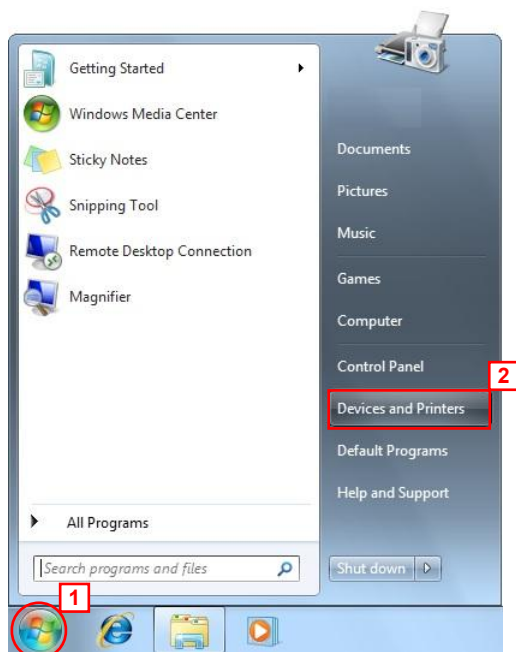 Getting Started
Windows Media Center
Sticky Notes
Snipping Tool
Remote Desktop Connection
Magnifier
All Programs
Search programs and files
Documents
Pictures
Music
Games
Computer
Control Panel
2
Devices and Printers
Default Programs
Help and Support
Shut down
1